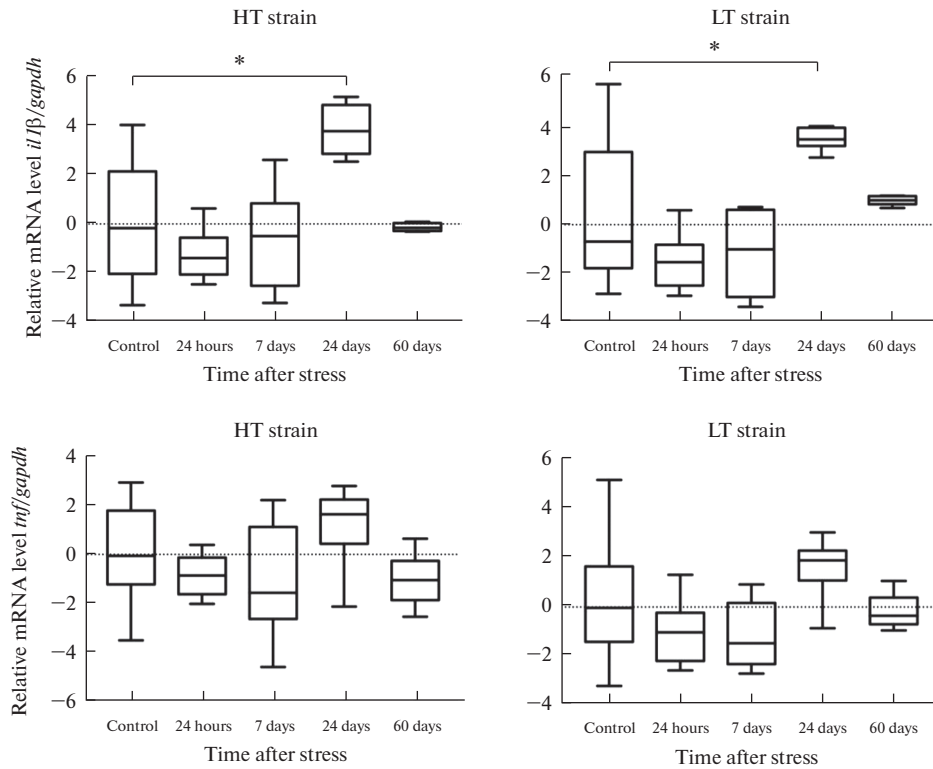 HT strain
*
Relative mRNA level il1β/gapdh
6
4
2
0
−2
−4
Control 24 hours 7 days 24 days 60 days
Time after stress
LT strain
*
6
4
2
0
−2
−4
Control 24 hours 7 days 24 days 60 days
Time after stress
HT strain
Relative mRNA level tnf/gapdh
4
2
0
−2
−4
−6
Control 24 hours 7 days 24 days 60 days
Time after stress
LT strain
6
4
2
0
−2
−4
Control 24 hours 7 days 24 days 60 days
Time after stress